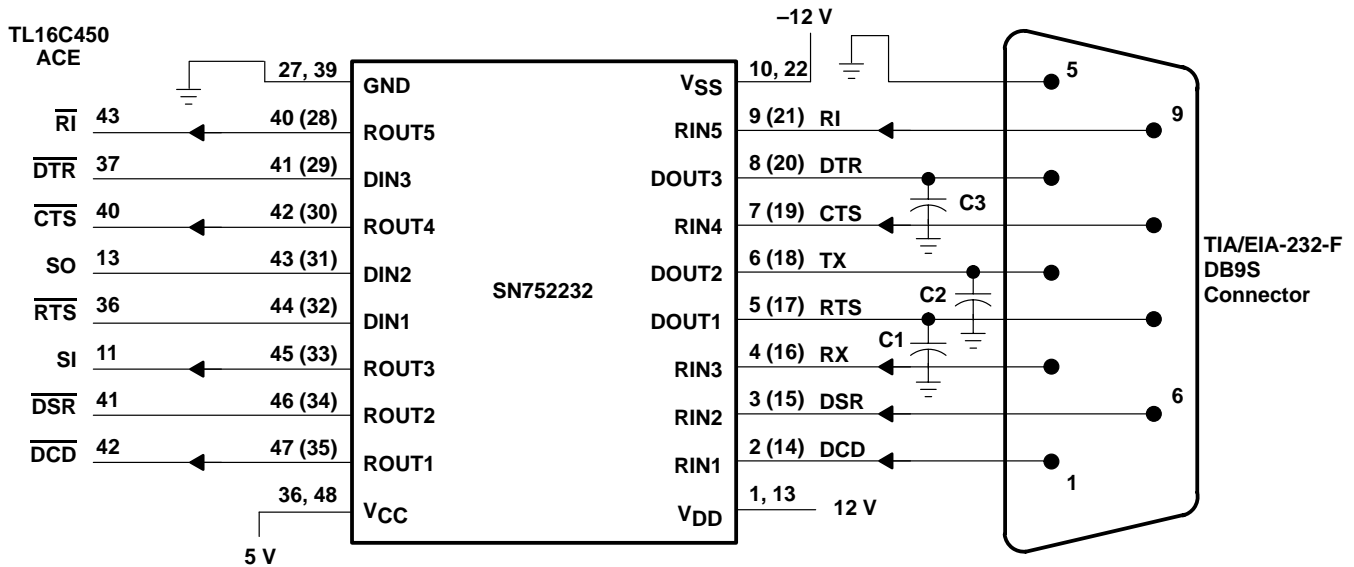 TL16C450
ACE
–12 V
27, 39
GND
VSS
10, 22
5
RI 43
40 (28)
ROUT5
RIN5
9 (21) RI
9
DTR 37
41 (29)
DIN3
DOUT3
8 (20) DTR
C3
CTS 40
42 (30)
ROUT4
RIN4
7 (19) CTS
SO 13
43 (31)
DIN2
SN752232
DOUT2
6 (18) TX
C2
TIA/EIA-232-F
DB9S
Connector
RTS 36
44 (32)
DIN1
DOUT1
5 (17) RTS
C1
SI 11
45 (33)
ROUT3
RIN3
4 (16) RX
DSR 41
46 (34)
ROUT2
RIN2
3 (15) DSR
6
DCD 42
47 (35)
ROUT1
RIN1
2 (14) DCD
1
36, 48
VCC
VDD
1, 13
12 V
5 V